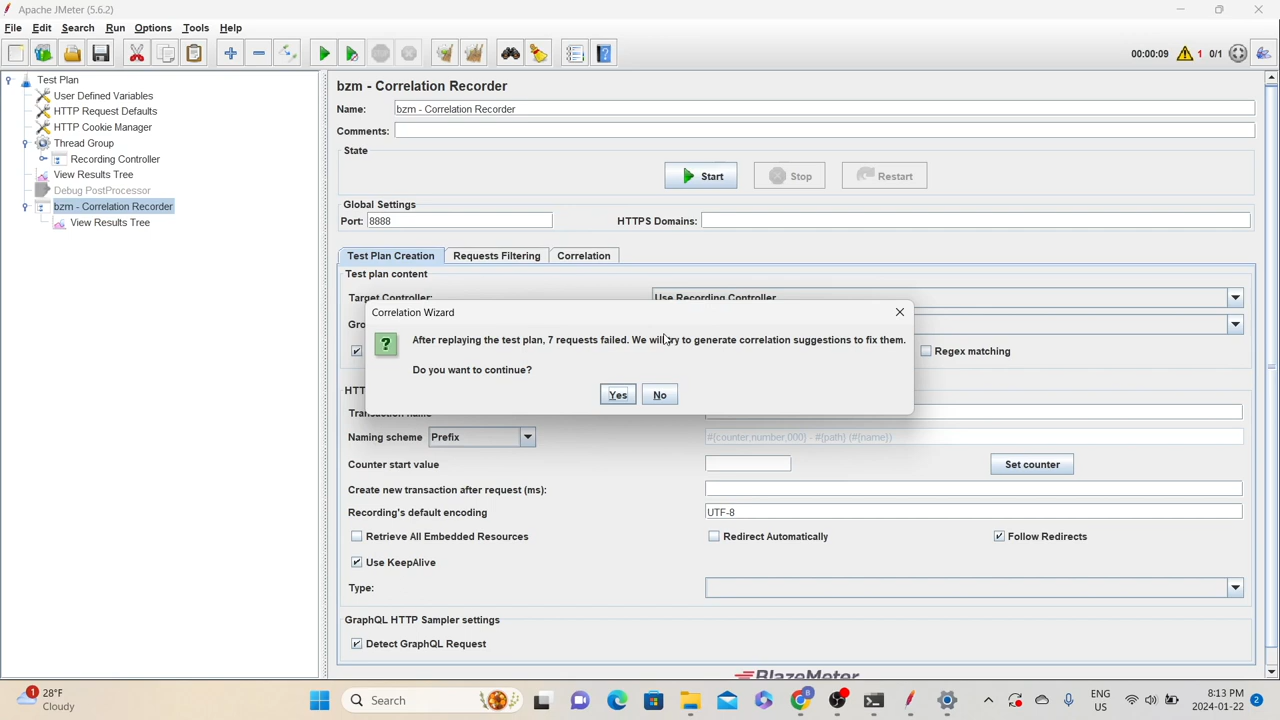 Apache JMeter (5.6.2)
File Edit Search Run Options Tools Help
00:00:09 1 0/1
Test Plan
User Defined Variables
HTTP Request Defaults
HTTP Cookie Manager
Thread Group
Recording Controller
View Results Tree
Debug PostProcessor
bzm - Correlation Recorder
View Results Tree
bzm - Correlation Recorder
Name: bzm - Correlation Recorder
Comments:
State
Start Stop Restart
Global Settings
Port: 8888 HTTPS Domains:
Test Plan Creation Requests Filtering Correlation
Test plan content
Target Controller: Use Recording Controller
Correlation Wizard
After replaying the test plan, 7 requests failed. We will try to generate correlation suggestions to fix them.
Do you want to continue?
Yes No
Regex matching
Transaction name
Naming scheme Prefix #{counter,number,000} - #{path} (#{name})
Counter start value Set counter
Create new transaction after request (ms):
Recording's default encoding UTF-8
Retrieve All Embedded Resources Redirect Automatically Follow Redirects
Use KeepAlive
Type:
GraphQL HTTP Sampler settings
Detect GraphQL Request
BlazeMeter
1 28°F
Cloudy
Search
8
ENG
US
8:13 PM
2024-01-22
2